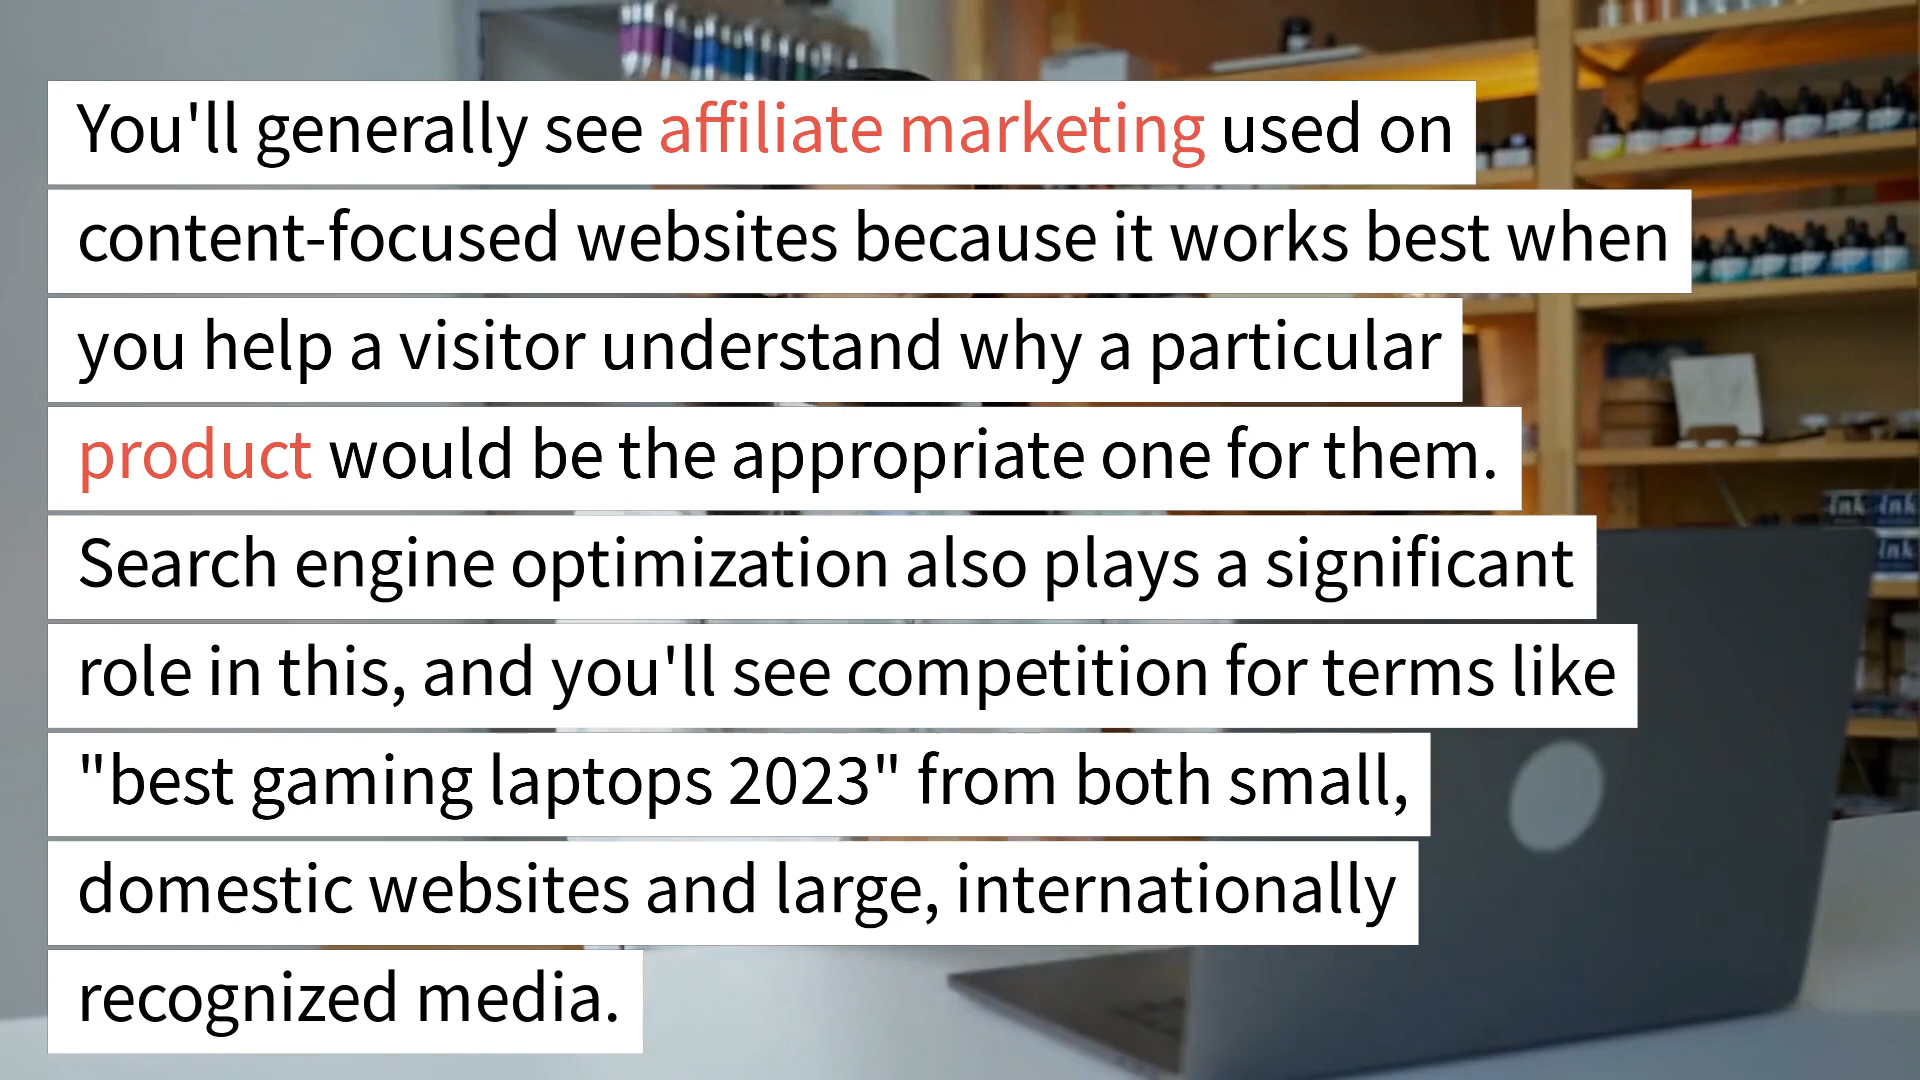 You'll generally see affiliate marketing used on
content-focused websites because it works best when
you help a visitor understand why a particular
product would be the appropriate one for them.
Search engine optimization also plays a significant
role in this, and you'll see competition for terms like
"best gaming laptops 2023" from both small,
domestic websites and large, internationally
recognized media.
ink ink
ink